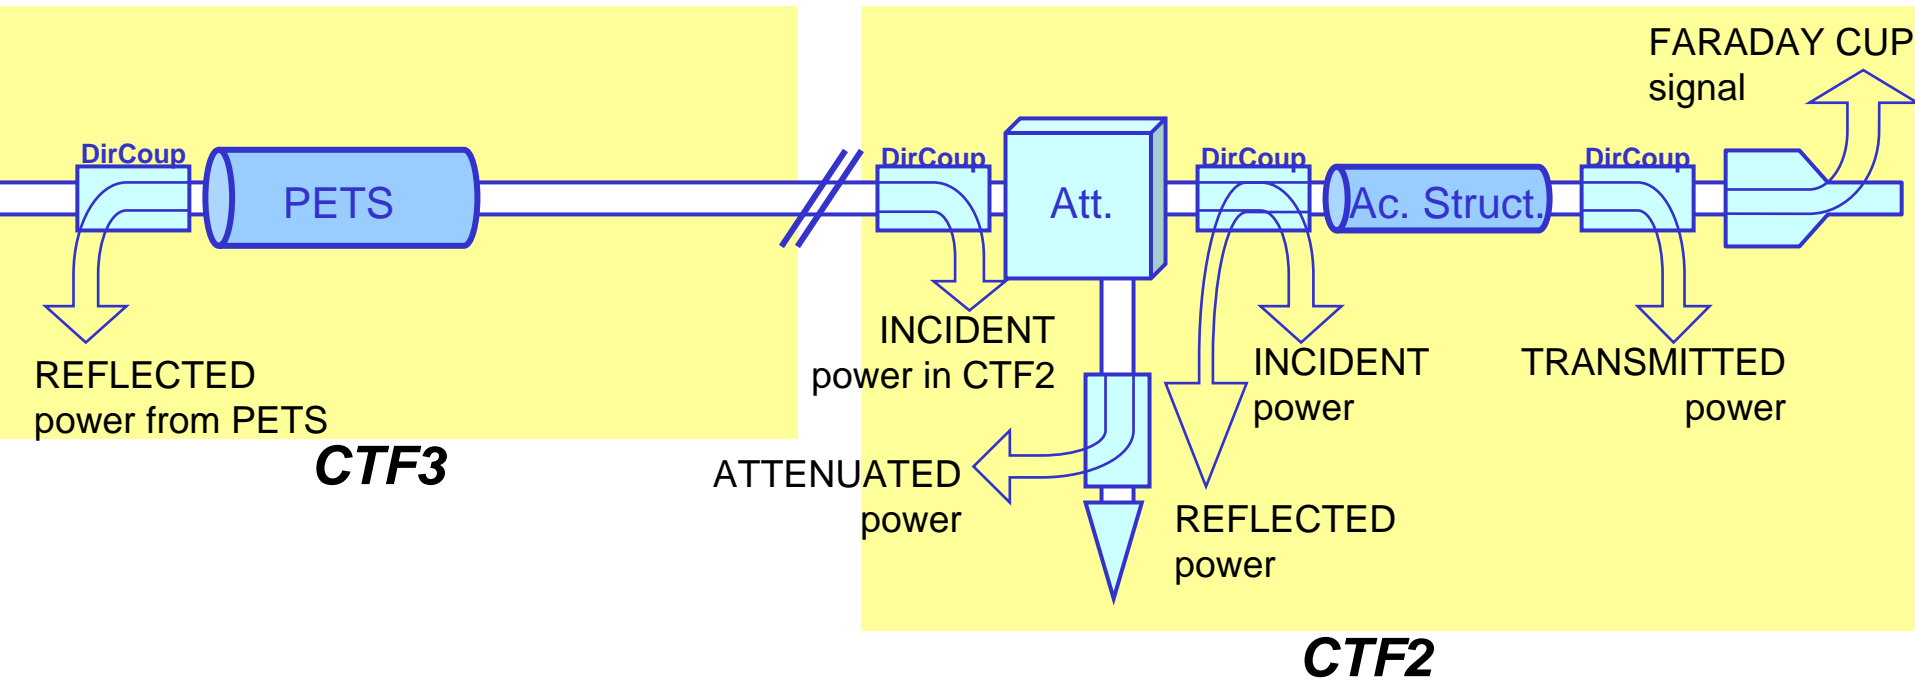 FARADAY CUP
signal
DirCoup
PETS
DirCoup
Att.
DirCoup
Ac. Struct.
DirCoup
REFLECTED
power from PETS
INCIDENT
power in CTF2
INCIDENT
power
TRANSMITTED
power
CTF3
ATTENUATED
power
REFLECTED
power
CTF2